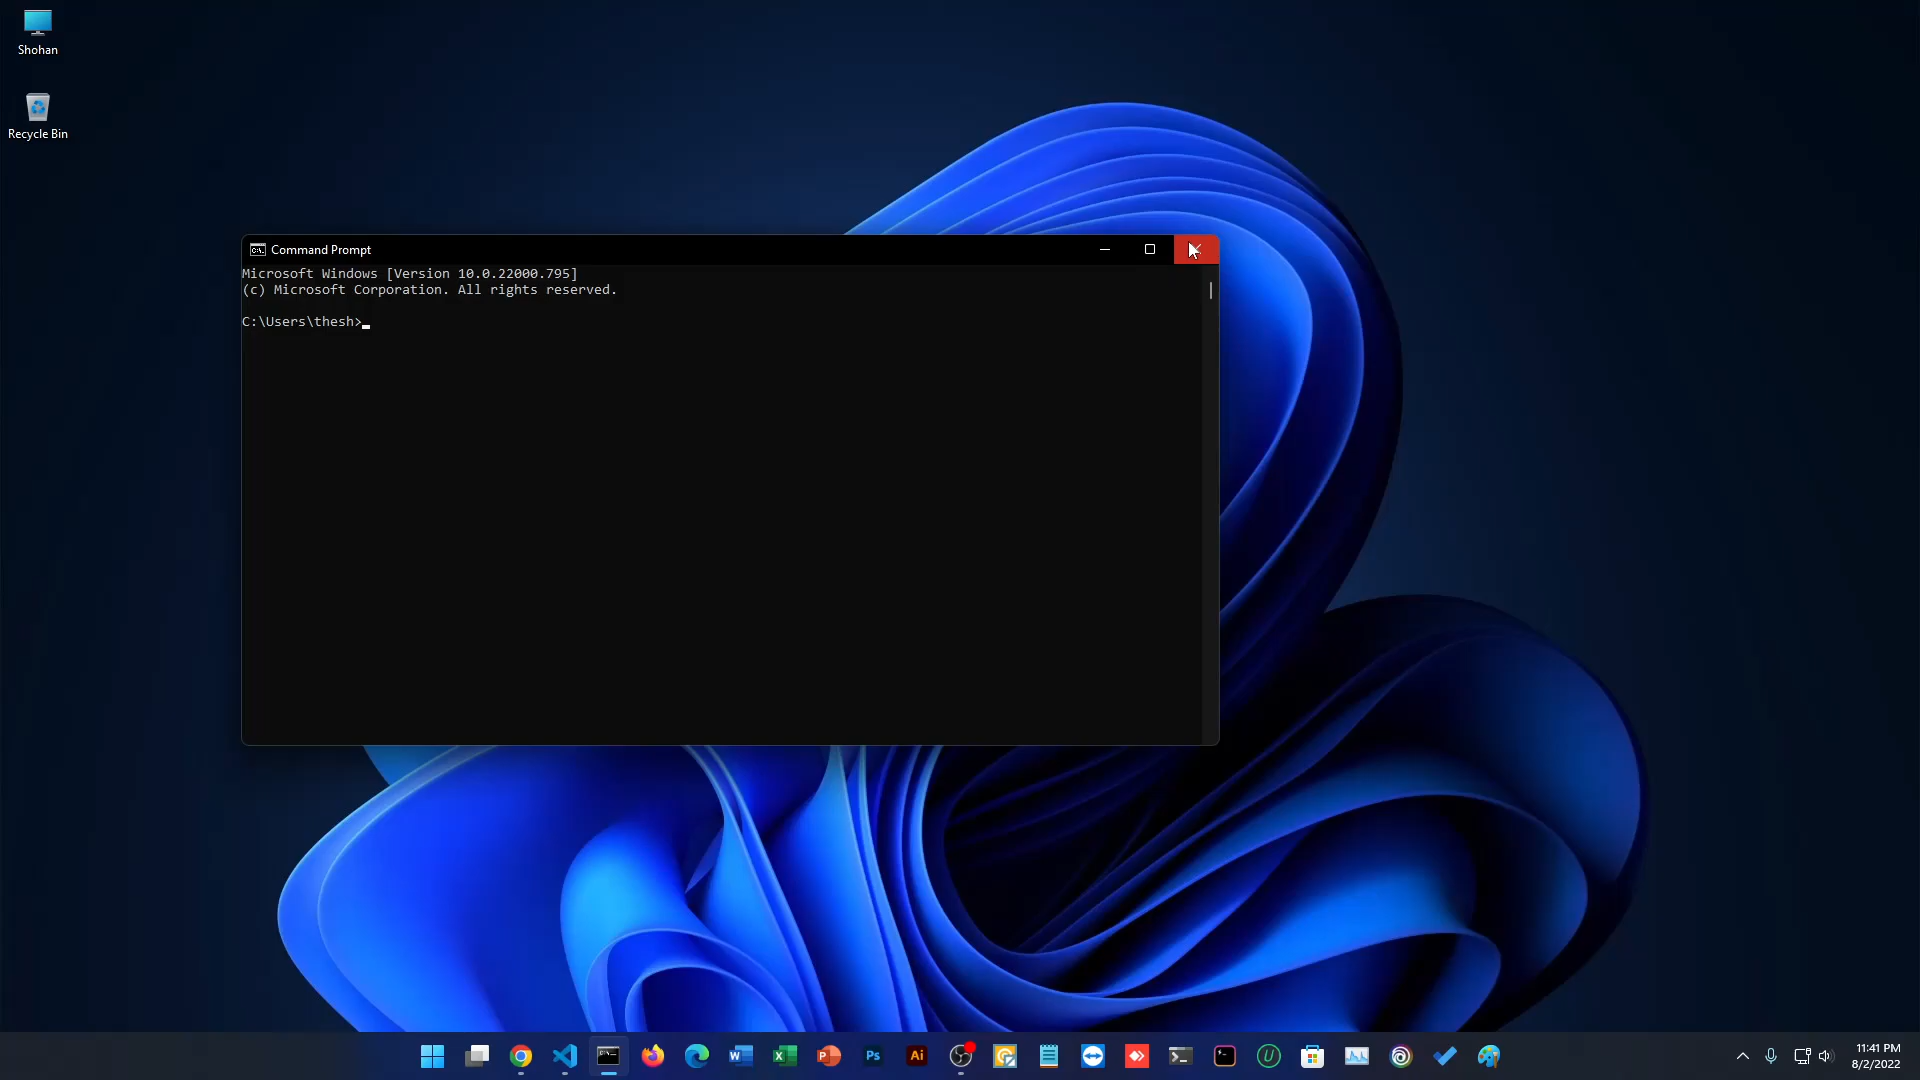 Shohan
Recycle Bin
Command Prompt
Microsoft Windows [Version 10.0.22000.795]
(c) Microsoft Corporation. All rights reserved.
C:\Users\thesh>
11:41 PM
8/2/2022